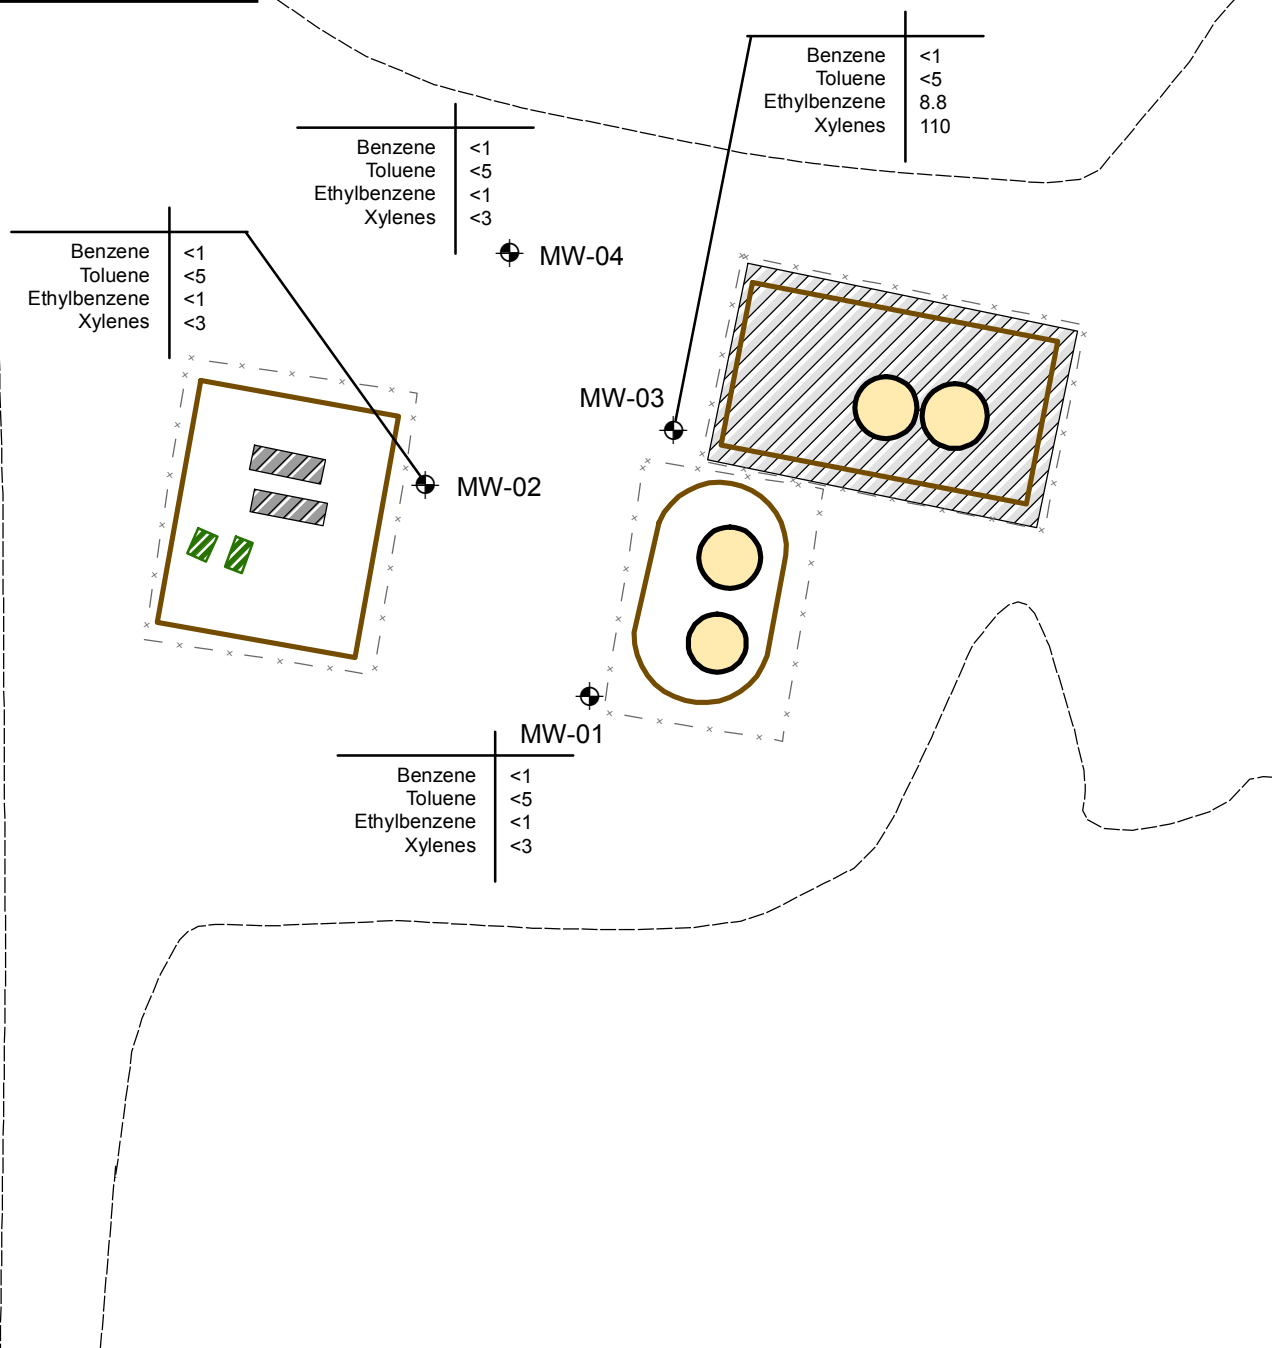 Benzene <1
Toluene <5
Ethylbenzene 8.8
Xylenes 110
Benzene <1
Toluene <5
Ethylbenzene <1
Xylenes <3
MW-04
Benzene <1
Toluene <5
Ethylbenzene <1
Xylenes <3
MW-03
MW-02
MW-01
Benzene <1
Toluene <5
Ethylbenzene <1
Xylenes <3